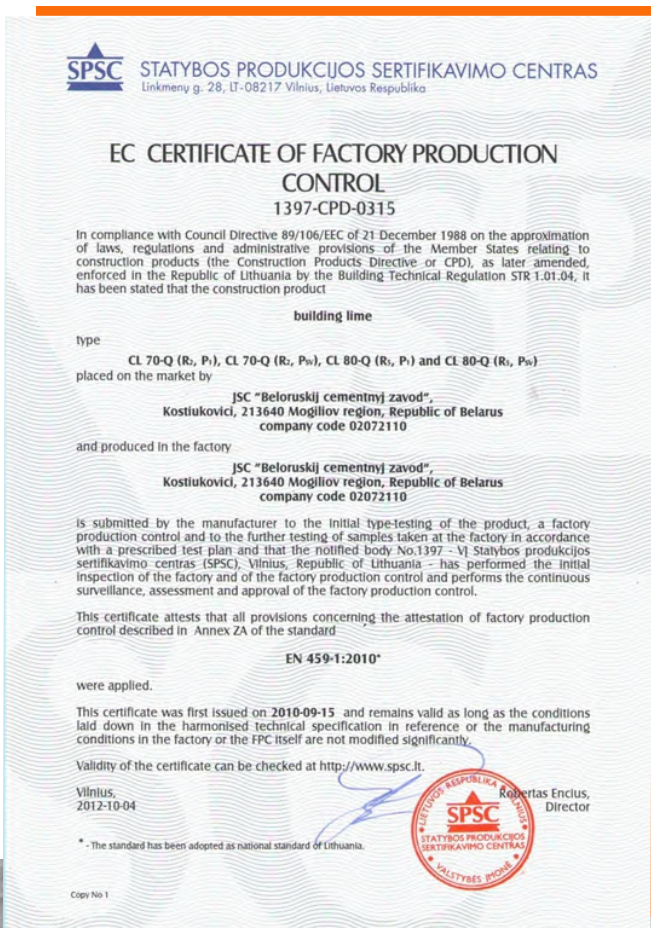 SPSC
STATYBOS PRODUKCIJOS SERTIFIKAVIMO CENTRAS
Linkmenų g. 28, LT-08217 Vilnius, Lietuvos Respublika
EC CERTIFICATE OF FACTORY PRODUCTION
CONTROL
1397-CPD-0315
In compliance with Council Directive 89/106/EEC of 21 December 1988 on the approximation
of laws, regulations and administrative provisions of the Member States relating to
construction products (the Construction Products Directive or CPD), as later amended,
enforced in the Republic of Lithuania by the Building Technical Regulation STR 1.01.04, it
has been stated that the construction product
building lime
type
CL 70-Q (R₂, P₁), CL 70-Q (R₂, Psv), CL 80-Q (R₅, P₁) and CL 80-Q (R₅, Psv)
placed on the market by
JSC "Beloruskij cementnyj zavod",
Kostiukovici, 213640 Mogiliov region, Republic of Belarus
company code 02072110
and produced in the factory
JSC "Beloruskij cementnyj zavod",
Kostiukovici, 213640 Mogiliov region, Republic of Belarus
company code 02072110
is submitted by the manufacturer to the initial type-testing of the product, a factory
production control and to the further testing of samples taken at the factory in accordance
with a prescribed test plan and that the notified body No.1397 - VĮ Statybos produkcijos
sertifikavimo centras (SPSC), Vilnius, Republic of Lithuania - has performed the initial
inspection of the factory and of the factory production control and performs the continuous
surveillance, assessment and approval of the factory production control.
This certificate attests that all provisions concerning the attestation of factory production
control described in Annex ZA of the standard
EN 459-1:2010*
were applied.
This certificate was first issued on 2010-09-15 and remains valid as long as the conditions
laid down in the harmonised technical specification in reference or the manufacturing
conditions in the factory or the FPC itself are not modified significantly.
Validity of the certificate can be checked at http://www.spsc.lt.
Vilnius,
2012-10-04
Robertas Encius,
Director
LIETUVOS RESPUBLIKA VILNIUS
SPSC
STATYBOS PRODUKCIJOS
SERTIFIKAVIMO CENTRAS
VALSTYBĖS ĮMONĖ
* - The standard has been adopted as national standard of Lithuania.
Copy No 1